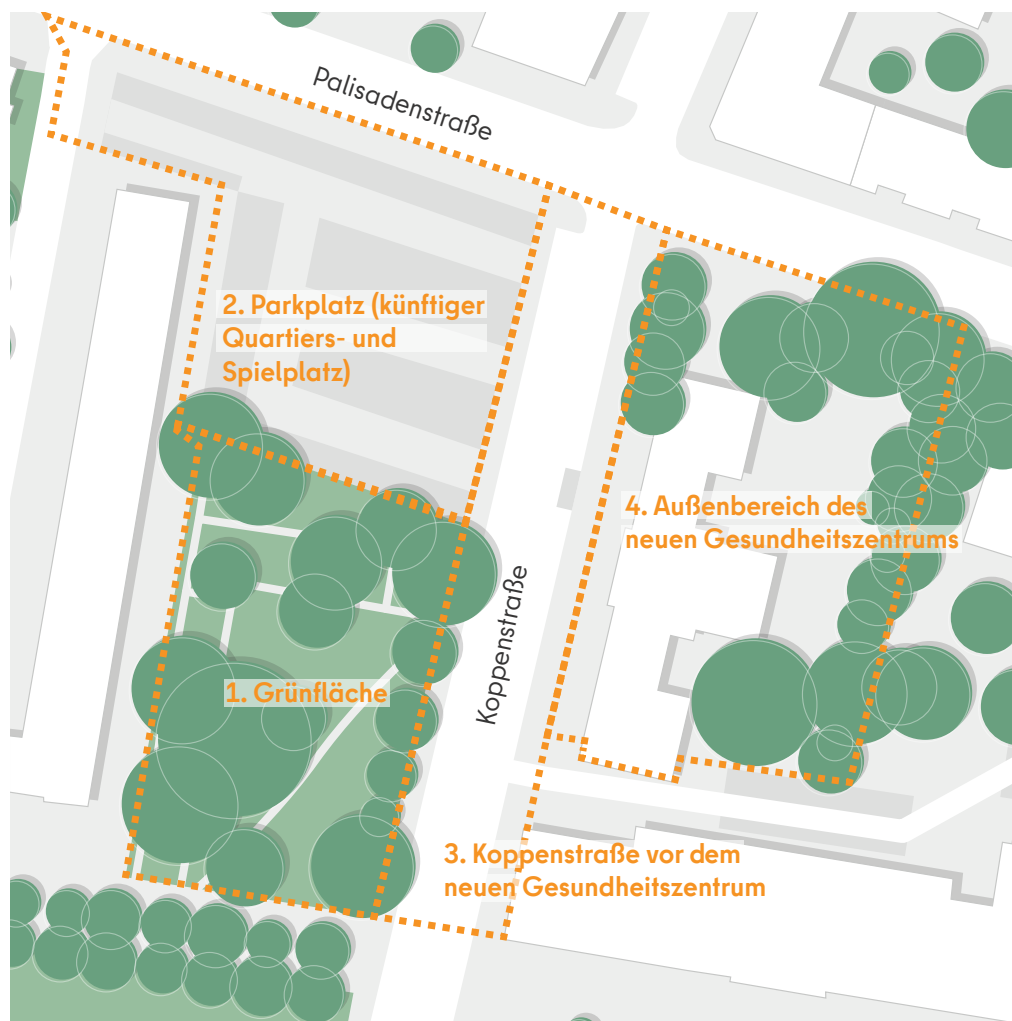 Palisadenstraße
2. Parkplatz (künftiger
Quartiers- und
Spielplatz)
4. Außenbereich des
neuen Gesundheitszentrums
Koppenstraße
1. Grünfläche
3. Koppenstraße vor dem
neuen Gesundheitszentrum